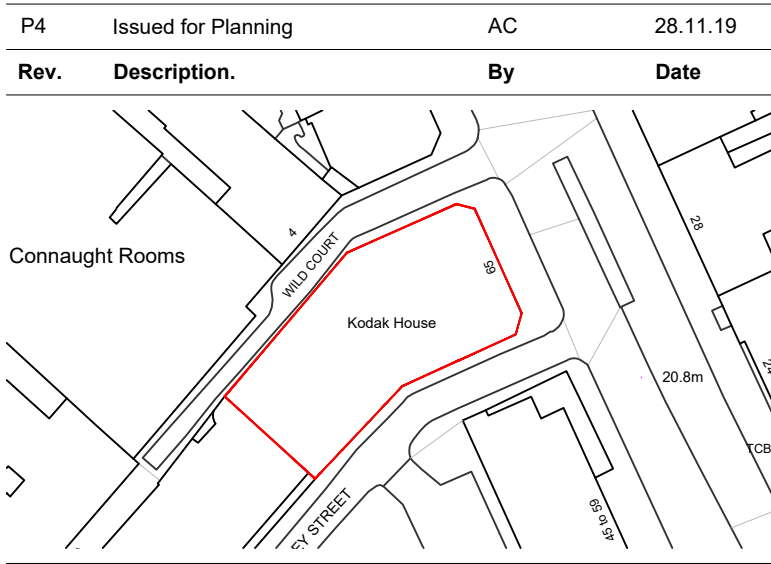 P4 Issued for Planning AC 28.11.19
Rev. Description. By Date
4
28
Connaught Rooms
WILD COURT
65
Kodak House
24
20.8m
TCB
45 to 59
EY STREET